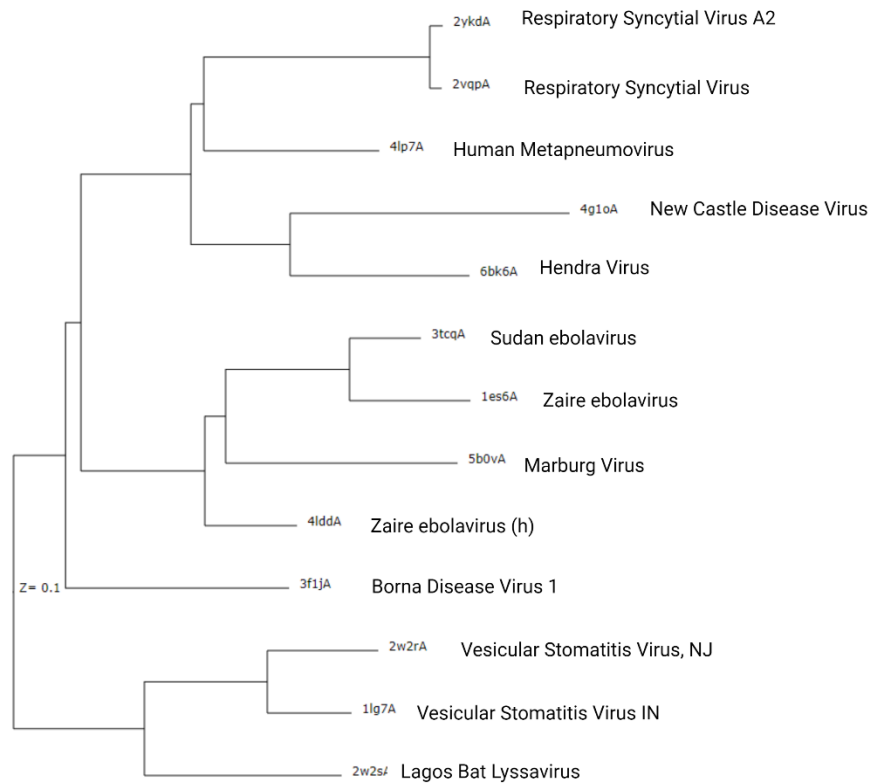 2ykdA Respiratory Syncytial Virus A2
2vqpA Respiratory Syncytial Virus
4lp7A Human Metapneumovirus
4g1oA New Castle Disease Virus
6bk6A Hendra Virus
3tcqA Sudan ebolavirus
1es6A Zaire ebolavirus
5b0vA Marburg Virus
4lddA Zaire ebolavirus (h)
Z= 0.1 3f1jA Borna Disease Virus 1
2w2rA Vesicular Stomatitis Virus, NJ
1lg7A Vesicular Stomatitis Virus IN
2w2sA Lagos Bat Lyssavirus